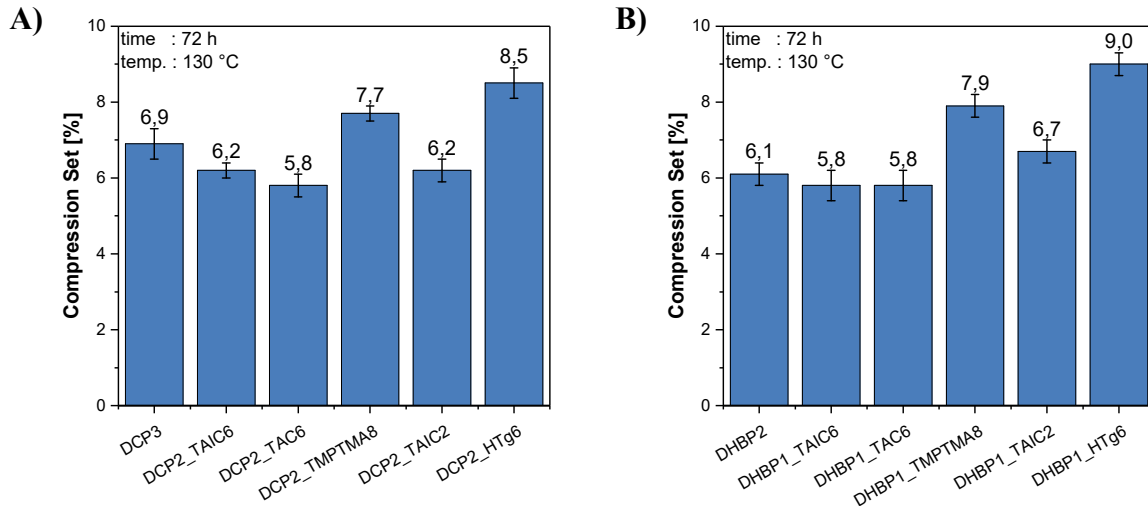 A)
time : 72 h
temp. : 130 °C
Compression Set [%]
10
8
6
4
2
0
6,9
6,2
5,8
7,7
6,2
8,5
DCP3
DCP2_TAIC6
DCP2_TAC6
DCP2_TMPTMA8
DCP2_TAIC2
DCP2_HTg6
B)
time : 72 h
temp. : 130 °C
Compression Set [%]
10
8
6
4
2
0
6,1
5,8
5,8
7,9
6,7
9,0
DHBP2
DHBP1_TAIC6
DHBP1_TAC6
DHBP1_TMPTMA8
DHBP1_TAIC2
DHBP1_HTg6